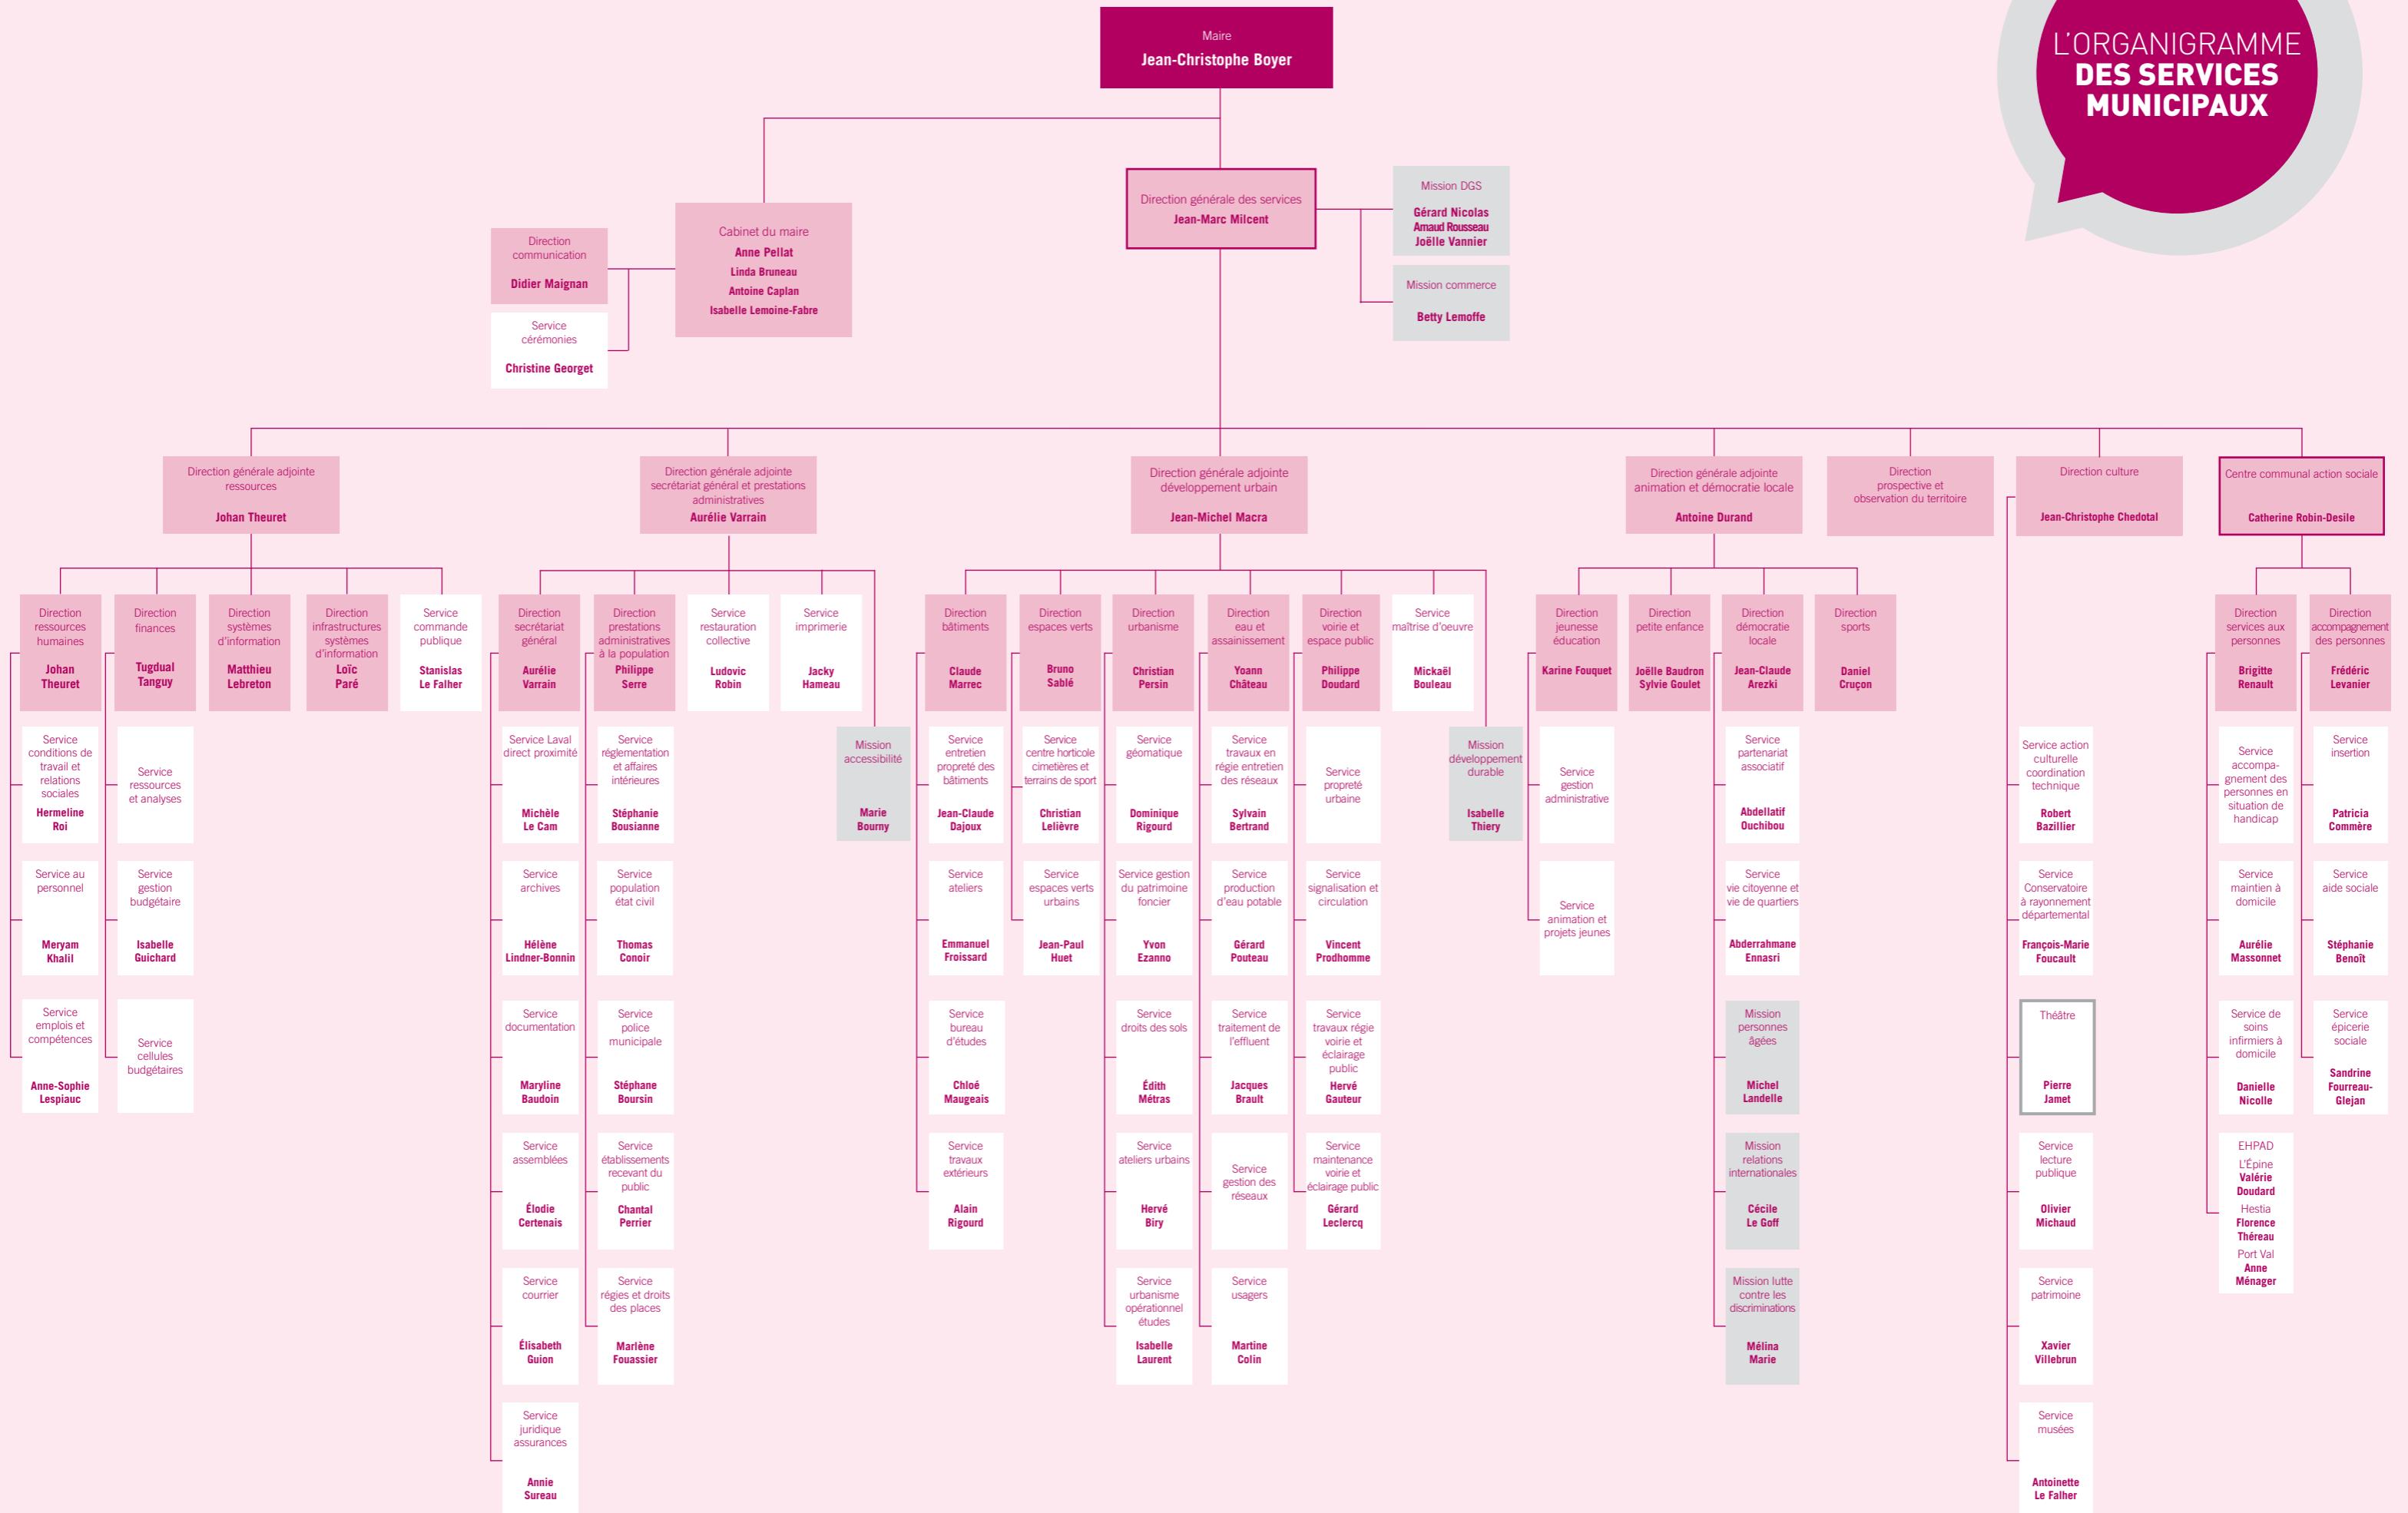 L'ORGANIGRAMME
DES SERVICES
MUNICIPAUX
Maire
Jean-Christophe Boyer
Direction générale des services
Jean-Marc Milcent
Mission DGS
Gérard Nicolas
Arnaud Rousseau
Joëlle Vannier
Mission commerce
Betty Lemoffe
Cabinet du maire
Anne Pellat
Linda Bruneau
Antoine Caplan
Isabelle Lemoine-Fabre
Direction
communication
Didier Maignan
Service
cérémonies
Christine Georget
Direction générale adjointe
ressources
Johan Theuret
Direction générale adjointe
secrétariat général et prestations
administratives
Aurélie Varrain
Direction générale adjointe
développement urbain
Jean-Michel Macra
Direction générale adjointe
animation et démocratie locale
Antoine Durand
Direction
prospective et
observation du territoire
Direction culture
Jean-Christophe Chedotal
Centre communal action sociale
Catherine Robin-Desile
Direction
ressources
humaines
Johan
Theuret
Direction
finances
Tugdual
Tanguy
Direction
systèmes
d'information
Matthieu
Lebreton
Direction
infrastructures
systèmes
d'information
Loïc
Paré
Service
commande
publique
Stanislas
Le Falher
Direction
secrétariat
général
Aurélie
Varrain
Direction
prestations
administratives
à la population
Philippe
Serre
Service
restauration
collective
Ludovic
Robin
Service
imprimerie
Jacky
Hameau
Direction
bâtiments
Claude
Marrec
Direction
espaces verts
Bruno
Sablé
Direction
urbanisme
Christian
Persin
Direction
eau et
assainissement
Yoann
Château
Direction
voirie et
espace public
Philippe
Doudard
Service
maîtrise d'oeuvre
Mickaël
Bouleau
Direction
jeunesse
éducation
Karine Fouquet
Direction
petite enfance
Joëlle Baudron
Sylvie Goulet
Direction
démocratie
locale
Jean-Claude
Arezki
Direction
sports
Daniel
Cruçon
Direction
services aux
personnes
Brigitte
Renault
Direction
accompagnement
des personnes
Frédéric
Levanier
Service
conditions de
travail et
relations
sociales
Hermeline
Roi
Service
ressources
et analyses
Service Laval
direct proximité
Michèle
Le Cam
Service
réglementation
et affaires
intérieures
Stéphanie
Bousianne
Mission
accessibilité
Marie
Bourny
Service
entretien
propreté des
bâtiments
Jean-Claude
Dajoux
Service
centre horticole
cimetières et
terrains de sport
Christian
Lelièvre
Service
géomatique
Dominique
Rigourd
Service
travaux en
régie entretien
des réseaux
Sylvain
Bertrand
Service
propreté
urbaine
Mission
développement
durable
Isabelle
Thiery
Service
gestion
administrative
Service
partenariat
associatif
Abdellatif
Ouchibou
Service action
culturelle
coordination
technique
Robert
Bazillier
Service
accompa-
gnement des
personnes en
situation de
handicap
Service
insertion
Patricia
Commère
Service au
personnel
Meryam
Khalil
Service
gestion
budgétaire
Isabelle
Guichard
Service
archives
Hélène
Lindner-Bonnin
Service
population
état civil
Thomas
Conoir
Service
ateliers
Emmanuel
Froissard
Service
espaces verts
urbains
Jean-Paul
Huet
Service gestion
du patrimoine
foncier
Yvon
Ezanno
Service
production
d'eau potable
Gérard
Pouteau
Service
signalisation et
circulation
Vincent
Prodhomme
Service
animation et
projets jeunes
Service
vie citoyenne et
vie de quartiers
Abderrahmane
Ennasri
Service
Conservatoire
à rayonnement
départemental
François-Marie
Foucault
Service
maintien à
domicile
Aurélie
Massonnet
Service
aide sociale
Stéphanie
Benoît
Service
emplois et
compétences
Anne-Sophie
Lespiauc
Service
cellules
budgétaires
Service
documentation
Maryline
Baudoin
Service
police
municipale
Stéphane
Boursin
Service
bureau
d'études
Chloé
Maugeais
Service
droits des sols
Édith
Métras
Service
traitement de
l'effluent
Jacques
Brault
Service
travaux régie
voirie et
éclairage
public
Hervé
Gauteur
Mission
personnes
âgées
Michel
Landelle
Théâtre
Pierre
Jamet
Service de
soins
infirmiers à
domicile
Danielle
Nicolle
Service
épicerie
sociale
Sandrine
Fourreau-
Glejan
Service
assemblées
Élodie
Certenais
Service
établissements
recevant du
public
Chantal
Perrier
Service
travaux
extérieurs
Alain
Rigourd
Service
ateliers urbains
Hervé
Biry
Service
gestion des
réseaux
Service
maintenance
voirie et
éclairage public
Gérard
Leclercq
Mission
relations
internationales
Cécile
Le Goff
Service
lecture
publique
Olivier
Michaud
EHPAD
L'Épine
Valérie
Doudard
Hestia
Florence
Théreau
Port Val
Anne
Ménager
Service
courrier
Élisabeth
Guion
Service
régies et droits
des places
Marlène
Fouassier
Service
urbanisme
opérationnel
études
Isabelle
Laurent
Service
usagers
Martine
Colin
Mission lutte
contre les
discriminations
Mélina
Marie
Service
patrimoine
Xavier
Villebrun
Service
juridique
assurances
Annie
Sureau
Service
musées
Antoinette
Le Falher